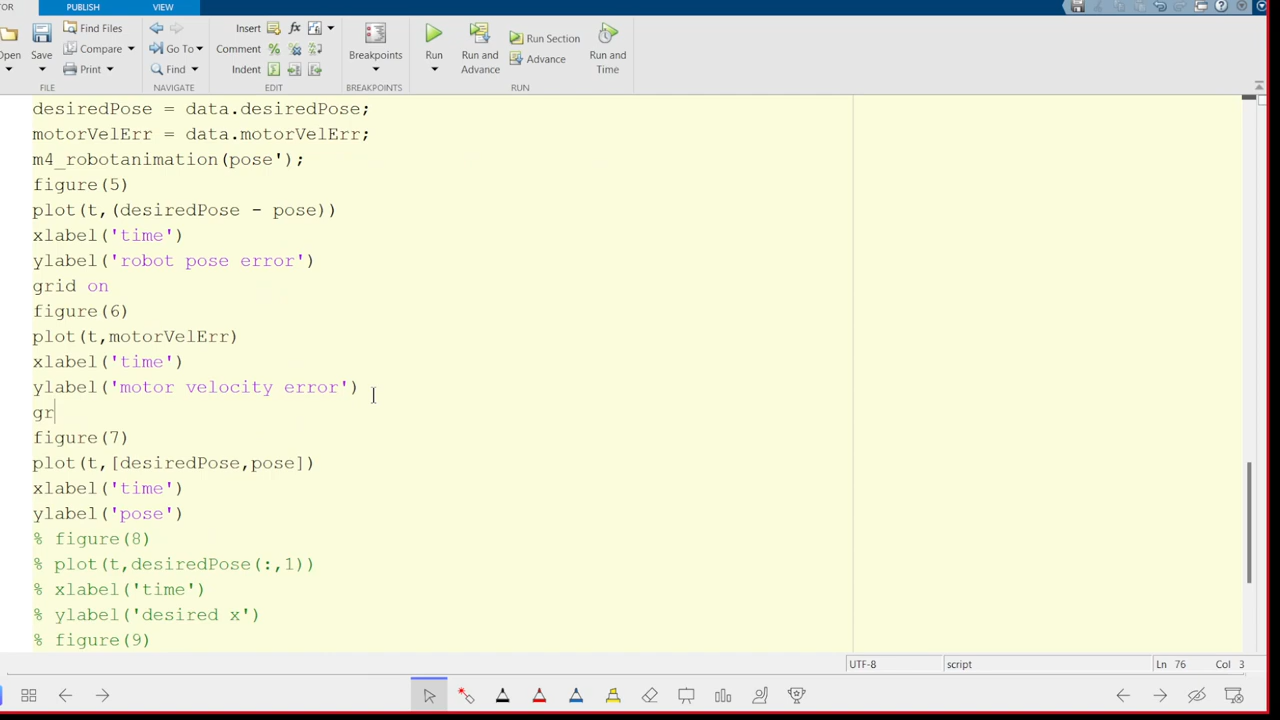 TOR PUBLISH VIEW
Find Files
Insert
fx
Open Save Compare Go To Comment Breakpoints Run Run and Advance Run Section Run and Time
Advance
Print Find Indent
FILE NAVIGATE EDIT BREAKPOINTS RUN
desiredPose = data.desiredPose;
motorVelErr = data.motorVelErr;
m4_robotanimation(pose');
figure(5)
plot(t,(desiredPose - pose))
xlabel('time')
ylabel('robot pose error')
grid on
figure(6)
plot(t,motorVelErr)
xlabel('time')
ylabel('motor velocity error')
gr
figure(7)
plot(t,[desiredPose,pose])
xlabel('time')
ylabel('pose')
% figure(8)
% plot(t,desiredPose(:,1))
% xlabel('time')
% ylabel('desired x')
% figure(9)
UTF-8 script Ln 76 Col 3